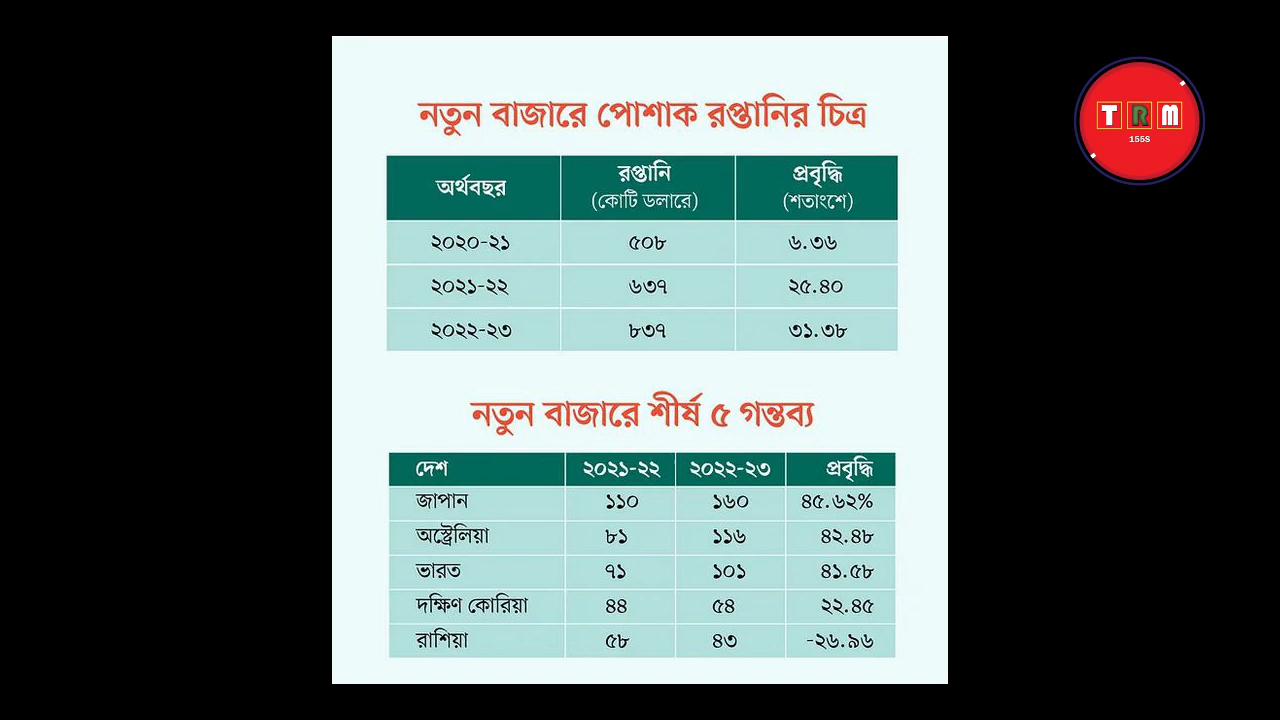 নতুন বাজারে পোশাক রপ্তানির চিত্র
অর্থবছর রপ্তানি (কোটি ডলারে) প্রবৃদ্ধি (শতাংশে)
২০২০-২১ ৫০৮ ৬.৩৬
২০২১-২২ ৬৩৭ ২৫.৪০
২০২২-২৩ ৮৩৭ ৩১.৩৮
নতুন বাজারে শীর্ষ ৫ গন্তব্য
দেশ ২০২১-২২ ২০২২-২৩ প্রবৃদ্ধি
জাপান ১১০ ১৬০ ৪৫.৬২%
অস্ট্রেলিয়া ৮১ ১১৬ ৪২.৪৮
ভারত ৭১ ১০১ ৪১.৫৮
দক্ষিণ কোরিয়া ৪৪ ৫৪ ২২.৪৫
রাশিয়া ৫৮ ৪৩ -২৬.৯৬
TRM
155S